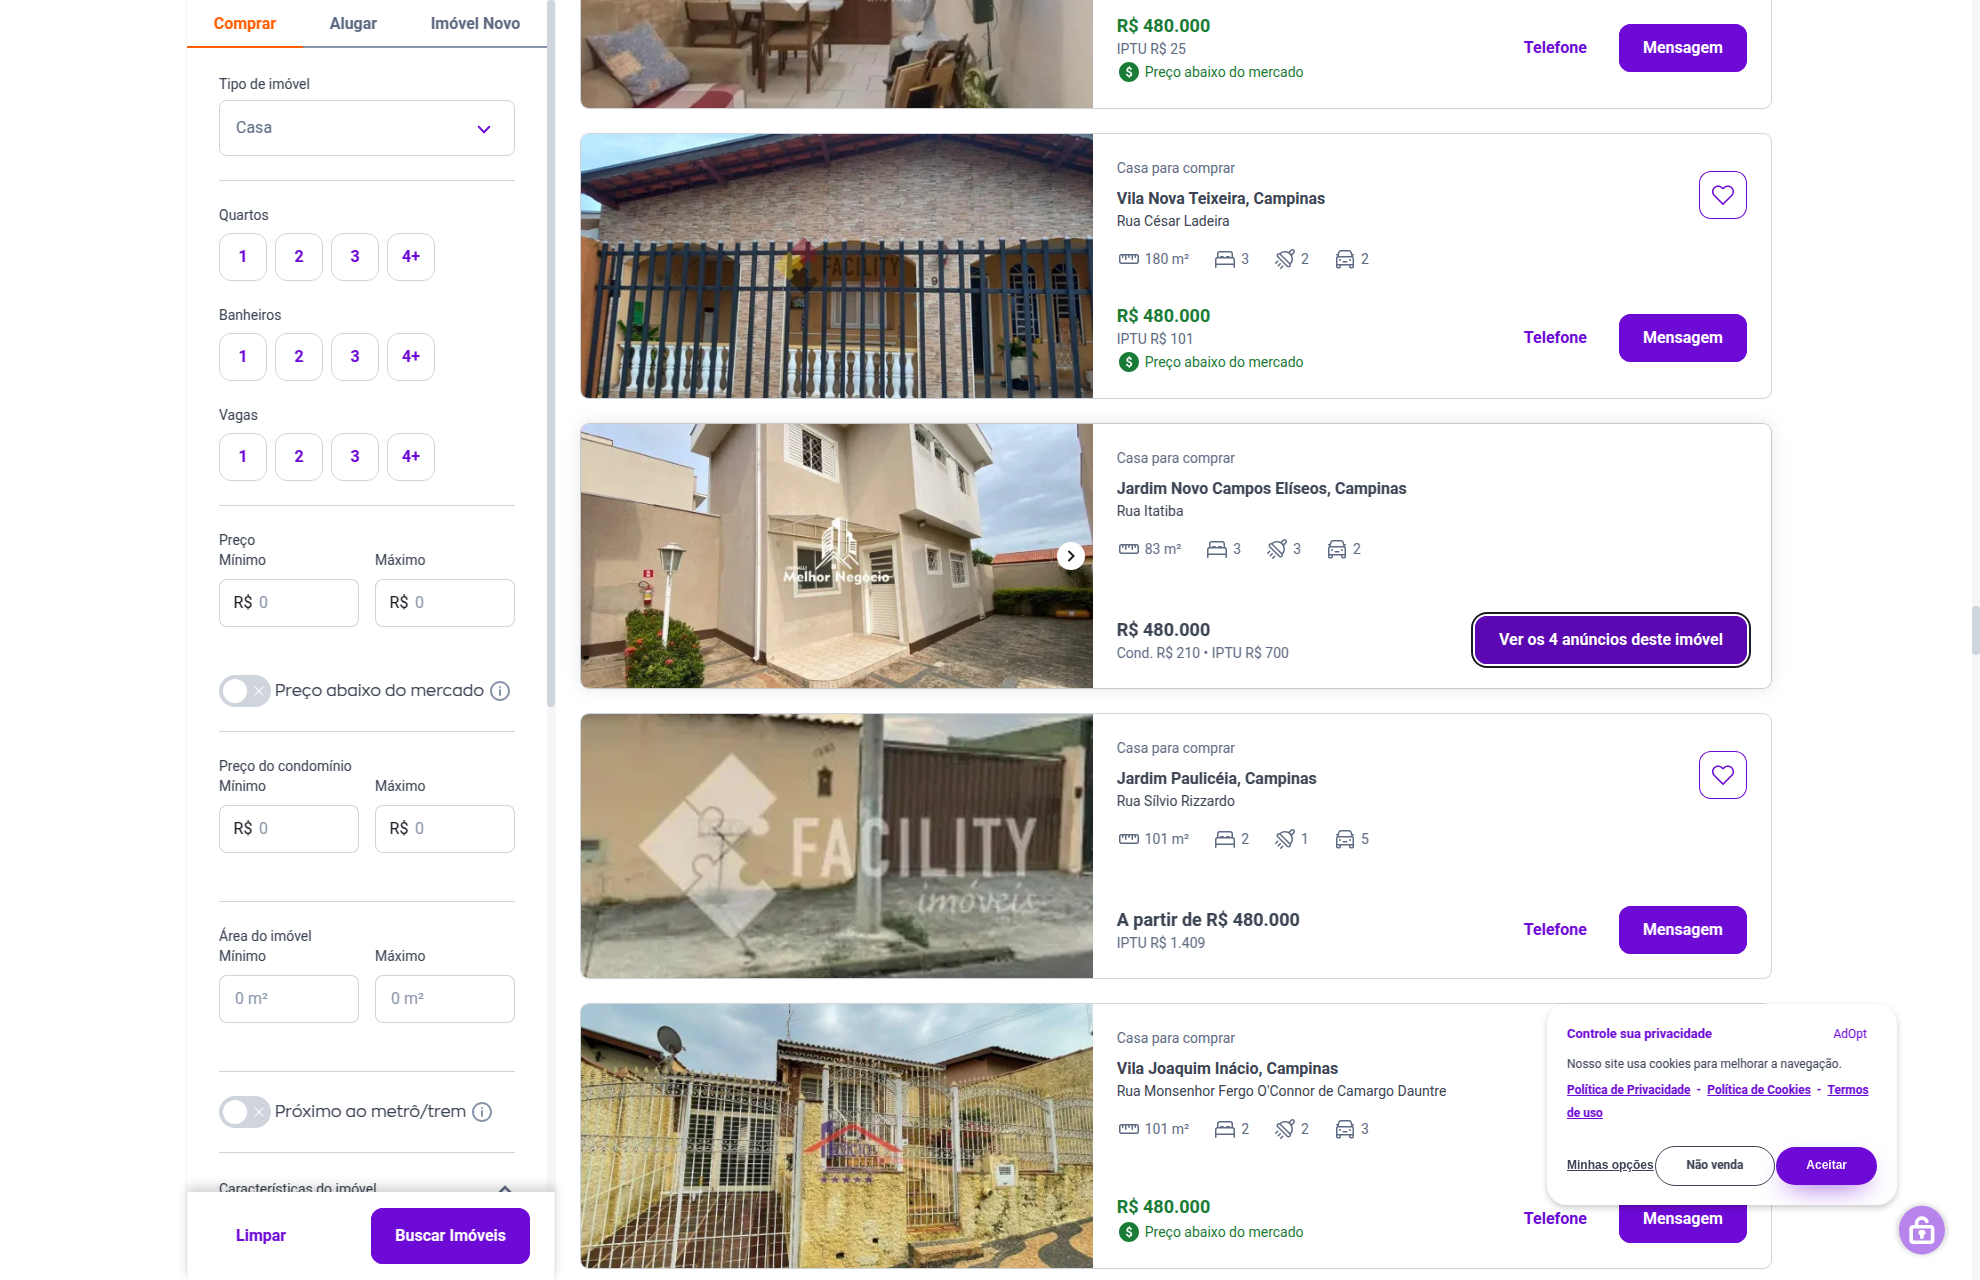 Comprar
Alugar
Imóvel Novo
Tipo de imóvel
Casa
Quartos
1
2
3
4+
Banheiros
1
2
3
4+
Vagas
1
2
3
4+
Preço
Mínimo
Máximo
R$ 0
R$ 0
Preço abaixo do mercado
Preço do condomínio
Mínimo
Máximo
R$ 0
R$ 0
Área do imóvel
Mínimo
Máximo
0 m²
0 m²
Próximo ao metrô/trem
Características do imóvel
Limpar
Buscar Imóveis
R$ 480.000
IPTU R$ 25
Preço abaixo do mercado
Telefone
Mensagem
FACILITY
Casa para comprar
Vila Nova Teixeira, Campinas
Rua César Ladeira
180 m²
3
2
2
R$ 480.000
IPTU R$ 101
Preço abaixo do mercado
Telefone
Mensagem
Melhor Negócio
Casa para comprar
Jardim Novo Campos Elíseos, Campinas
Rua Itatiba
83 m²
3
3
2
R$ 480.000
Cond. R$ 210 • IPTU R$ 700
Ver os 4 anúncios deste imóvel
FACILITY
imóveis
Casa para comprar
Jardim Paulicéia, Campinas
Rua Sílvio Rizzardo
101 m²
2
1
5
A partir de R$ 480.000
IPTU R$ 1.409
Telefone
Mensagem
Casa para comprar
Vila Joaquim Inácio, Campinas
Rua Monsenhor Fergo O'Connor de Camargo Dauntre
101 m²
2
2
3
R$ 480.000
Preço abaixo do mercado
Telefone
Mensagem
Controle sua privacidade
AdOpt
Nosso site usa cookies para melhorar a navegação.
Política de Privacidade - Política de Cookies - Termos
de uso
Minhas opções
Não venda
Aceitar